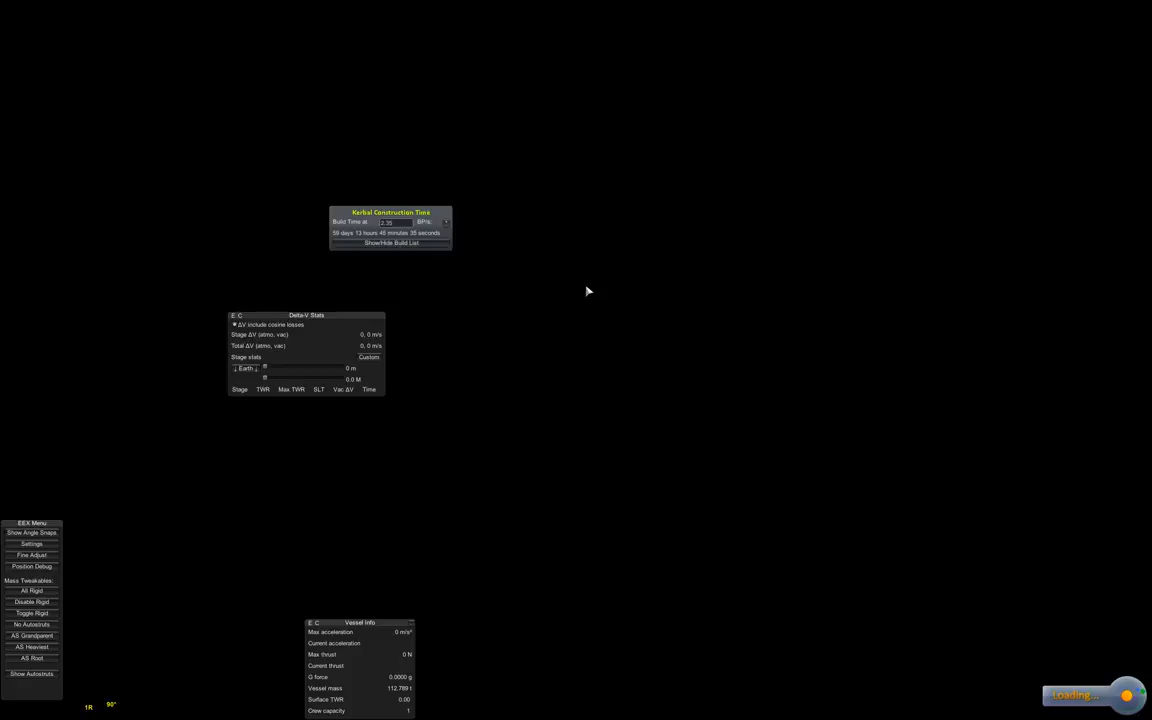 Kerbal Construction Time
Build Time at 2.35 BP/s:
59 days 13 hours 46 minutes 35 seconds
Show/Hide Build List
E C Delta-V Stats
ΔV include cosine losses
Stage ΔV (atmo, vac) 0, 0 m/s
Total ΔV (atmo, vac) 0, 0 m/s
Stage stats Custom
↓ Earth ↓ 0 m
0.0 M
Stage TWR Max TWR SLT Vac ΔV Time
EEX Menu
Show Angle Snaps
Settings
Fine Adjust
Position Debug
Mass Tweakables:
All Rigid
Disable Rigid
Toggle Rigid
No Autostruts
AS Grandparent
AS Heaviest
AS Root
Show Autostruts
1R 90°
E C Vessel Info
Max acceleration 0 m/s²
Current acceleration
Max thrust 0 N
Current thrust
G force 0.0000 g
Vessel mass 112.789 t
Surface TWR 0.00
Crew capacity 1
Loading...